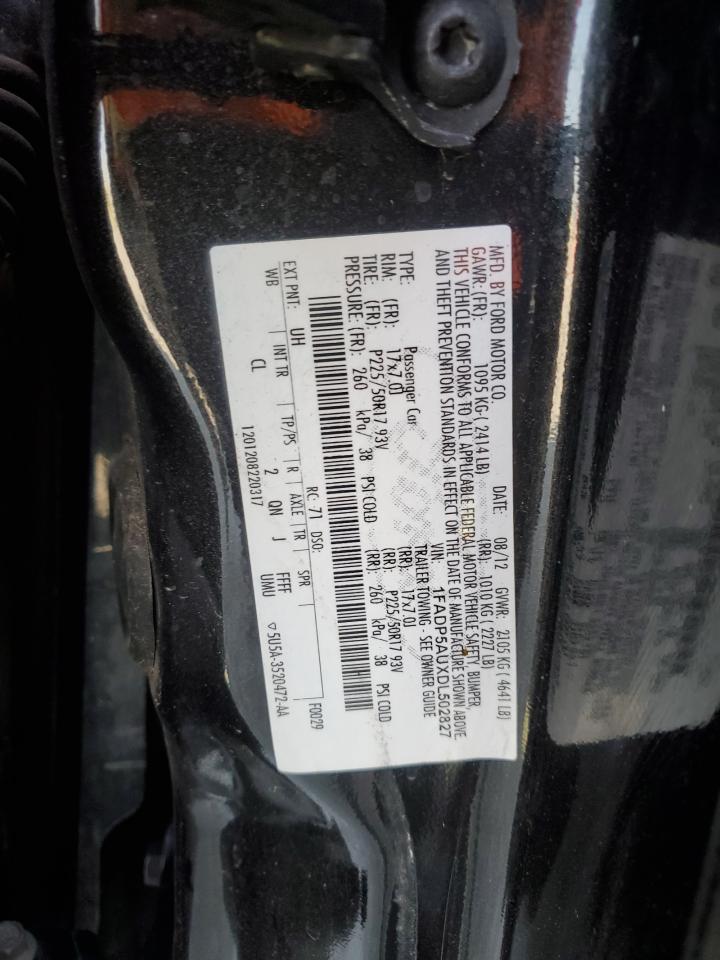 MFD. BY FORD MOTOR CO. DATE: 08/12 GVWR: 2105 KG ( 4641 LB)
GAWR: (FR): 1095 KG- ( 2414 LB) (RR): 1010 KG ( 2227 LB)
THIS VEHICLE CONFORMS TO ALL APPLICABLE FEDERAL MOTOR VEHICLE SAFETY, BUMPER,
AND THEFT PREVENTION STANDARDS IN EFFECT ON THE DATE OF MANUFACTURE SHOWN ABOVE.
VIN: 1FADP5AUXDL502827
TYPE: Passenger Car TRAILER TOWING - SEE OWNER GUIDE
RIM: (FR): 17x7.0J (RR): 17x7.0J
TIRE: (FR): P225/50R17 93V (RR): P225/50R17 93V
PRESSURE: (FR): 260 kPa/ 38 PSI COLD (RR): 260 kPa/ 38 PSI COLD
EXT PNT: UH RC: 71 DSO: F0029
WB INT TR TP/PS R AXLE TR SPR
CL 2 ON J FFFF
1201208220317 UMU 5U5A-3520472-AA